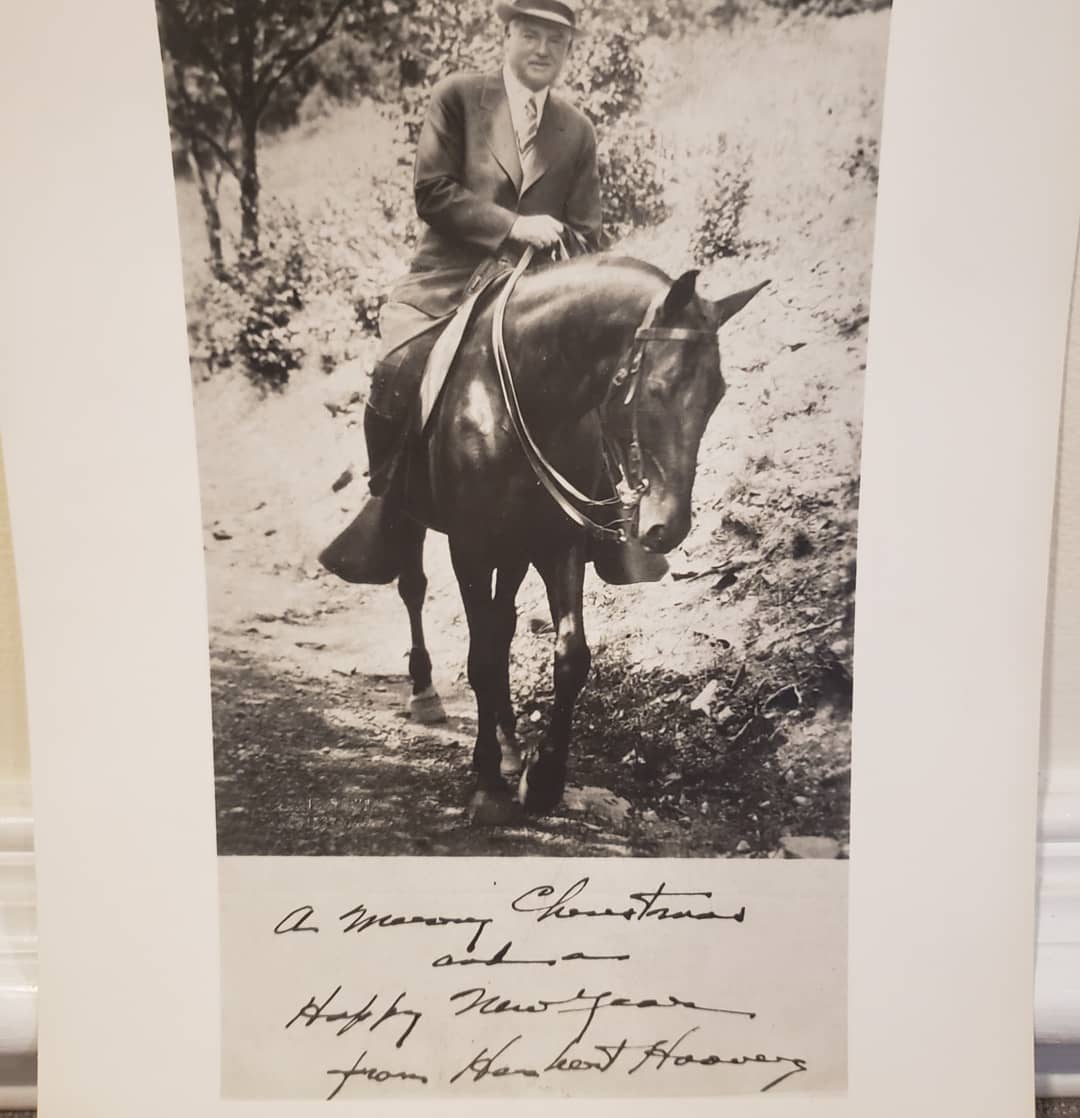 A Merry Christmas
and a
Happy New Year
from Herbert Hoover